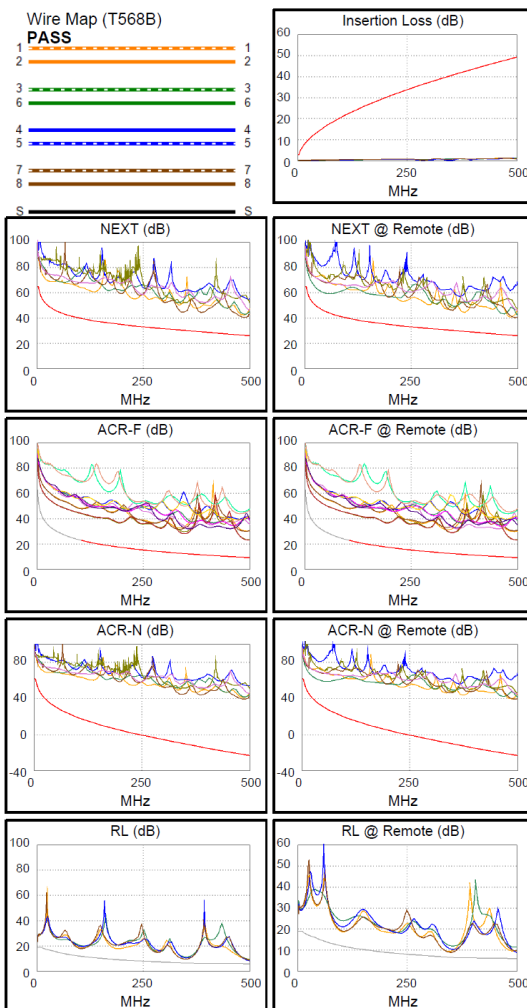 Wire Map (T568B)
PASS
1 1
2 2
3 3
6 6
4 4
5 5
7 7
8 8
S S
Insertion Loss (dB)
60
50
40
30
20
10
0
0 250 500
MHz
NEXT (dB)
100
80
60
40
20
0
0 250 500
MHz
NEXT @ Remote (dB)
100
80
60
40
20
0
0 250 500
MHz
ACR-F (dB)
100
80
60
40
20
0
0 250 500
MHz
ACR-F @ Remote (dB)
100
80
60
40
20
0
0 250 500
MHz
ACR-N (dB)
80
40
0
-40
0 250 500
MHz
ACR-N @ Remote (dB)
80
40
0
-40
0 250 500
MHz
RL (dB)
100
80
60
40
20
0
0 250 500
MHz
RL @ Remote (dB)
60
50
40
30
20
10
0
0 250 500
MHz